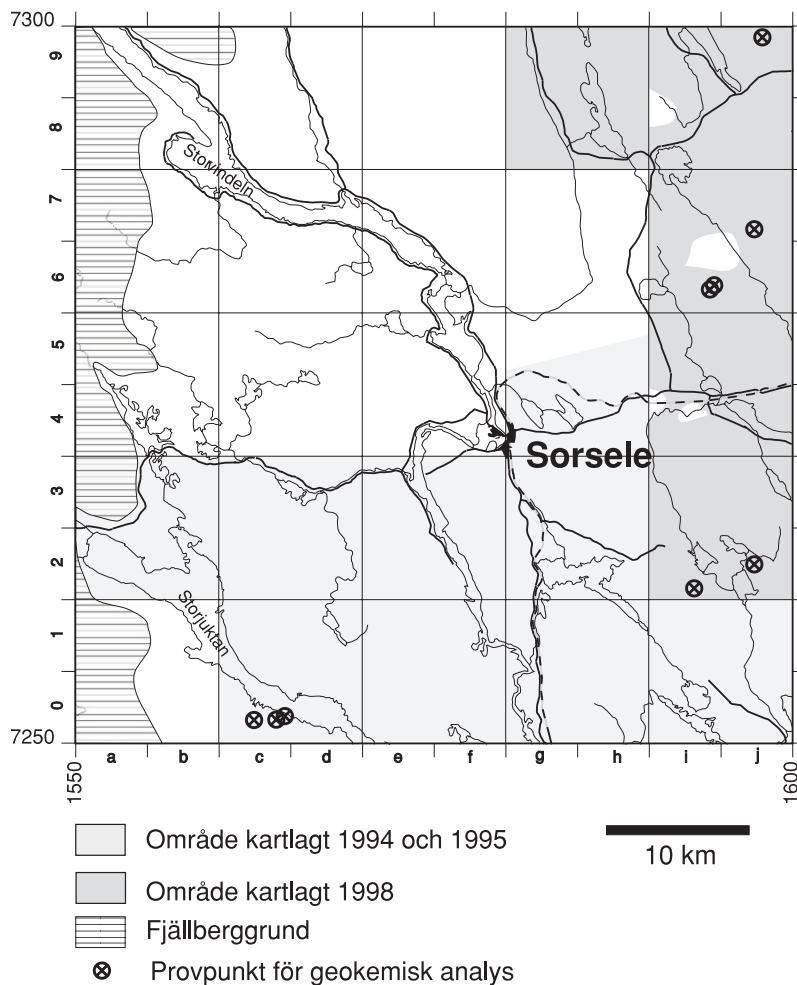 7300
9
8
Storvindeln
7
6
5
4
Sorsele
3
2
Storjuktan
1
0
7250
a b c d e f g h i j
1550
1600
Område kartlagt 1994 och 1995
10 km
Område kartlagt 1998
Fjällberggrund
Provpunkt för geokemisk analys